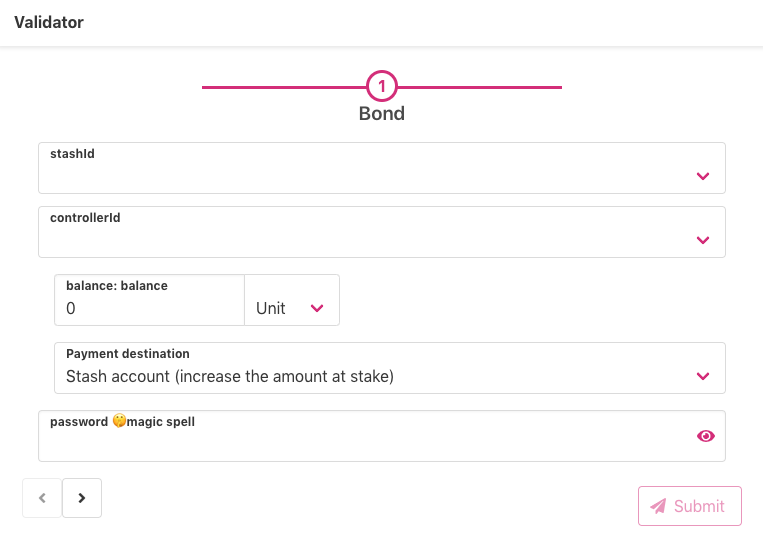 Validator
1
Bond
stashId
controllerId
balance: balance
0
Unit
Payment destination
Stash account (increase the amount at stake)
password 🤫magic spell
Submit